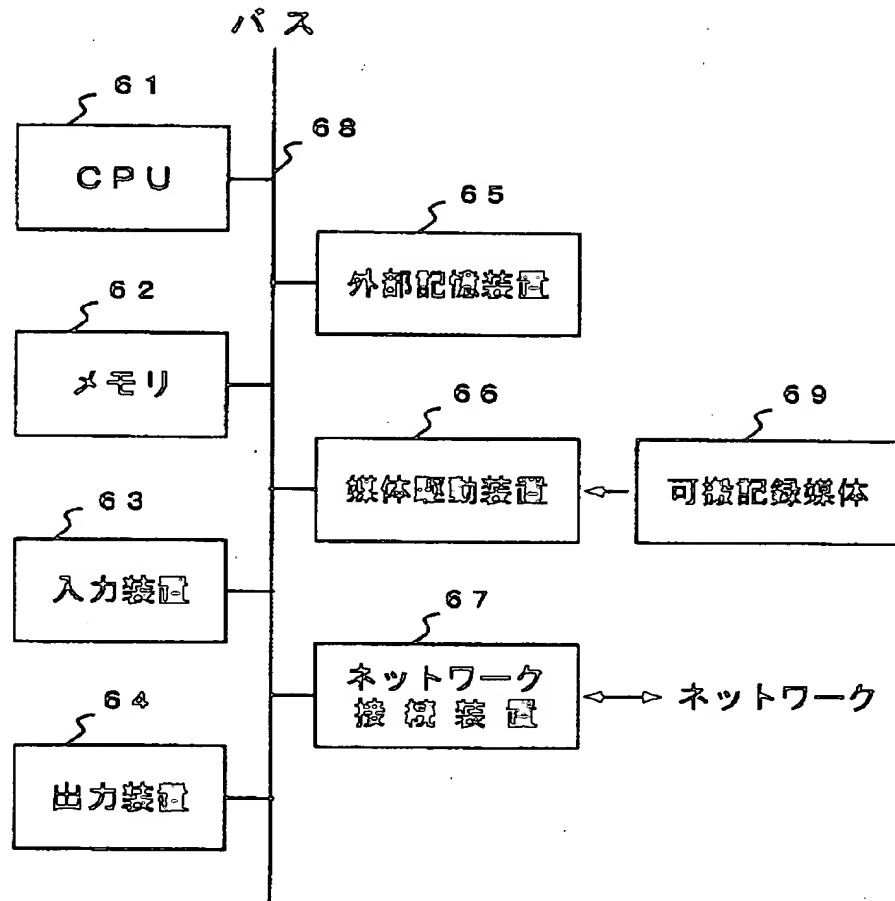 バス
61
CPU
68
65
外部記憶装置
62
メモリ
66
媒体駆動装置
69
可搬記録媒体
63
入力装置
67
ネットワーク
接続装置
ネットワーク
64
出力装置